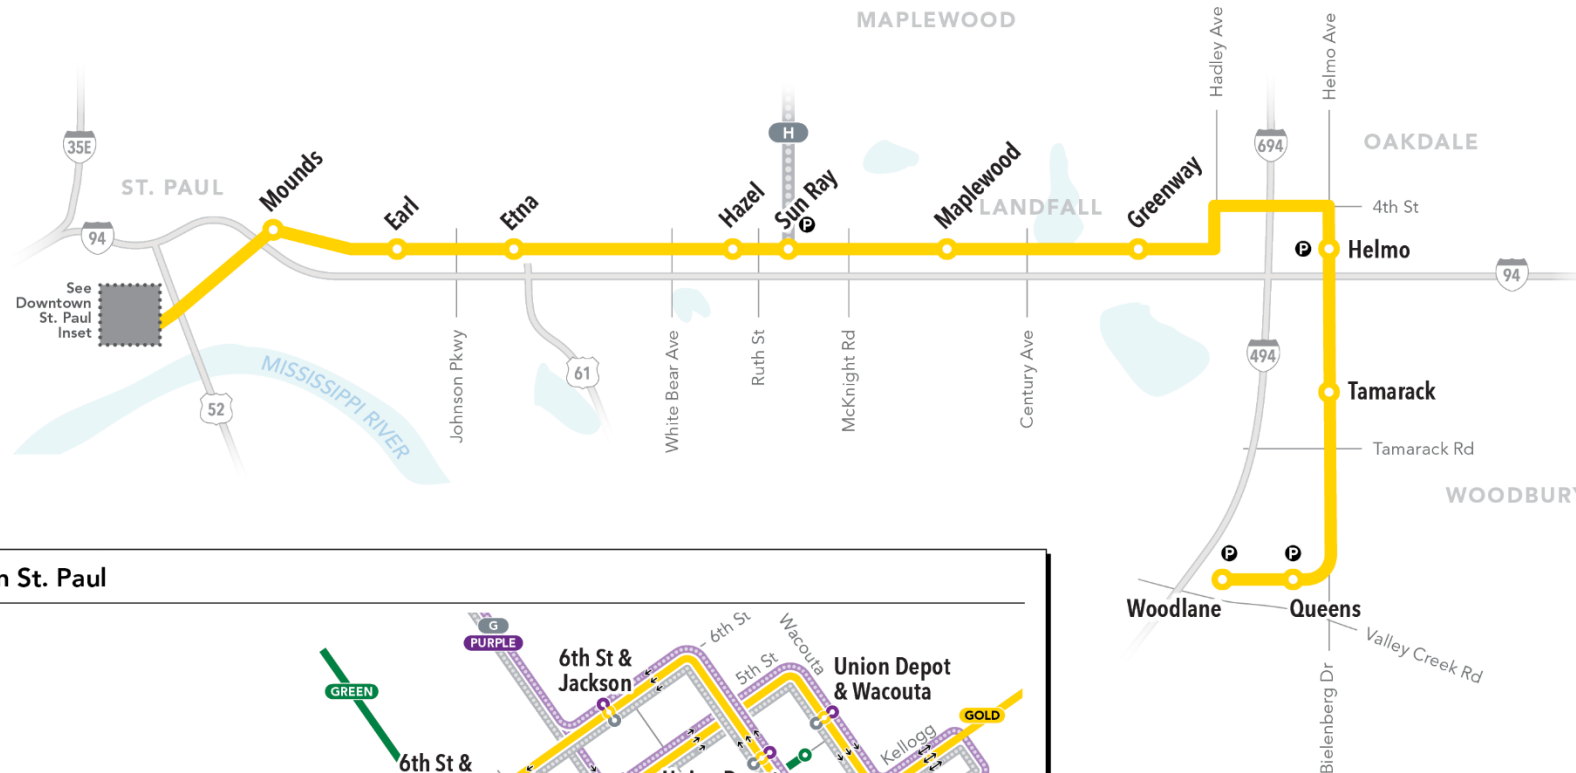 MAPLEWOOD
Hadley Ave
Helmo Ave
35E
H
694
OAKDALE
ST. PAUL
Mounds
Earl
Etna
Hazel
Sun Ray
P
Maplewood
LANDFALL
Greenway
4th St
94
P
Helmo
94
See
Downtown
St. Paul
Inset
MISSISSIPPI RIVER
52
Johnson Pkwy
61
White Bear Ave
Ruth St
McKnight Rd
Century Ave
494
Tamarack
Tamarack Rd
WOODBURY
P
P
Woodlane
Queens
Valley Creek Rd
Bielenberg Dr
St. Paul
G
PURPLE
GREEN
6th St &
Jackson
6th St
Wacouta
5th St
Union Depot
& Wacouta
GOLD
Kellogg
6th St &